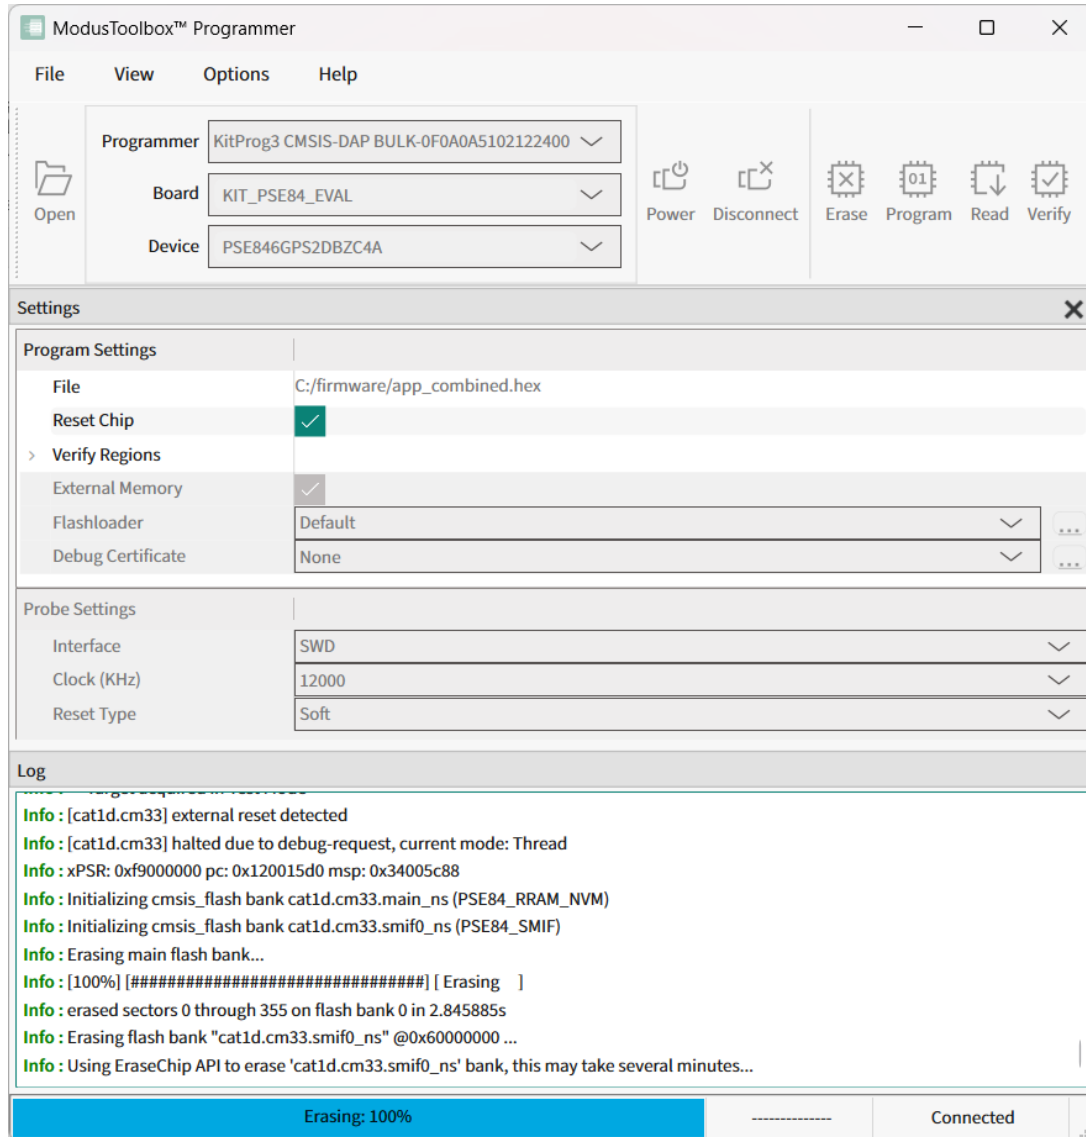 ModusToolbox™ Programmer
File View Options Help
Programmer KitProg3 CMSIS-DAP BULK-0F0A0A5102122400
Board KIT_PSE84_EVAL
Device PSE846GPS2DBZC4A
Open
Power Disconnect Erase Program Read Verify
Settings
Program Settings
File C:/firmware/app_combined.hex
Reset Chip
Verify Regions
External Memory
Flashloader Default ...
Debug Certificate None ...
Probe Settings
Interface SWD
Clock (KHz) 12000
Reset Type Soft
Log
Info : [cat1d.cm33] external reset detected
Info : [cat1d.cm33] halted due to debug-request, current mode: Thread
Info : xPSR: 0xf9000000 pc: 0x120015d0 msp: 0x34005c88
Info : Initializing cmsis_flash bank cat1d.cm33.main_ns (PSE84_RRAM_NVM)
Info : Initializing cmsis_flash bank cat1d.cm33.smif0_ns (PSE84_SMIF)
Info : Erasing main flash bank...
Info : [100%] [################################] [ Erasing ]
Info : erased sectors 0 through 355 on flash bank 0 in 2.845885s
Info : Erasing flash bank "cat1d.cm33.smif0_ns" @0x60000000 ...
Info : Using EraseChip API to erase 'cat1d.cm33.smif0_ns' bank, this may take several minutes...
Erasing: 100% -------------- Connected